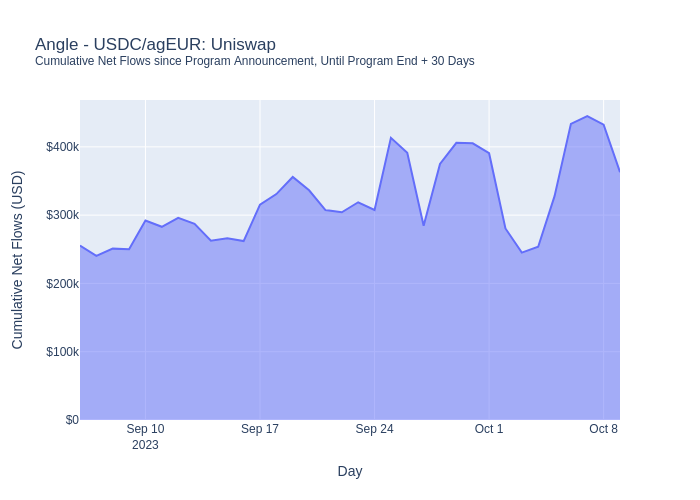 Angle - USDC/agEUR: Uniswap
Cumulative Net Flows since Program Announcement, Until Program End + 30 Days
Cumulative Net Flows (USD)
$400k
$300k
$200k
$100k
$0
Sep 10
2023
Sep 17
Sep 24
Oct 1
Oct 8
Day